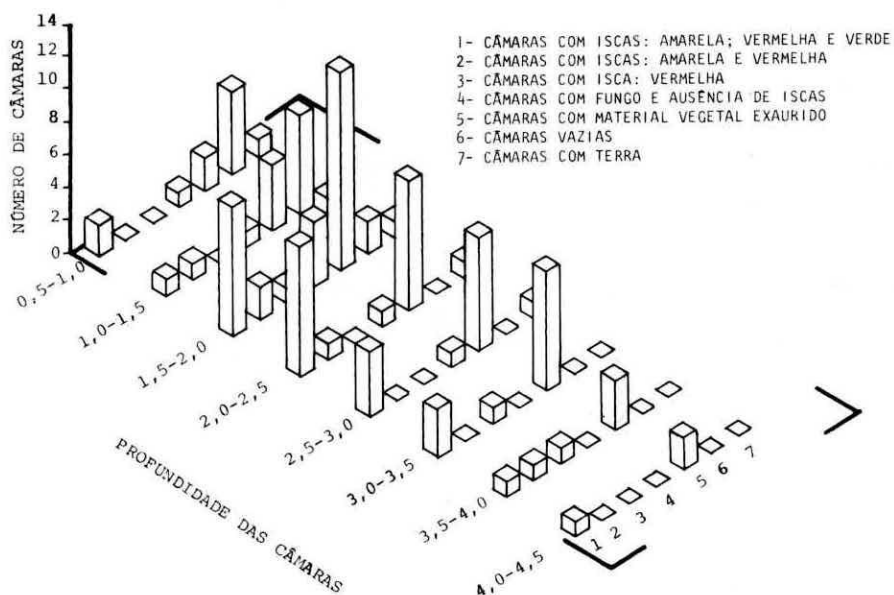 14
12
10
8
6
4
2
0
NÚMERO DE CÂMARAS
1- CÂMARAS COM ISCAS: AMARELA; VERMELHA E VERDE
2- CÂMARAS COM ISCAS: AMARELA E VERMELHA
3- CÂMARAS COM ISCA: VERMELHA
4- CÂMARAS COM FUNGO E AUSÊNCIA DE ISCAS
5- CÂMARAS COM MATERIAL VEGETAL EXAURIDO
6- CÂMARAS VAZIAS
7- CÂMARAS COM TERRA
0,5-1,0
1,0-1,5
1,5-2,0
2,0-2,5
2,5-3,0
3,0-3,5
3,5-4,0
4,0-4,5
PROFUNDIDADE DAS CÂMARAS
1 2 3 4 5 6 7